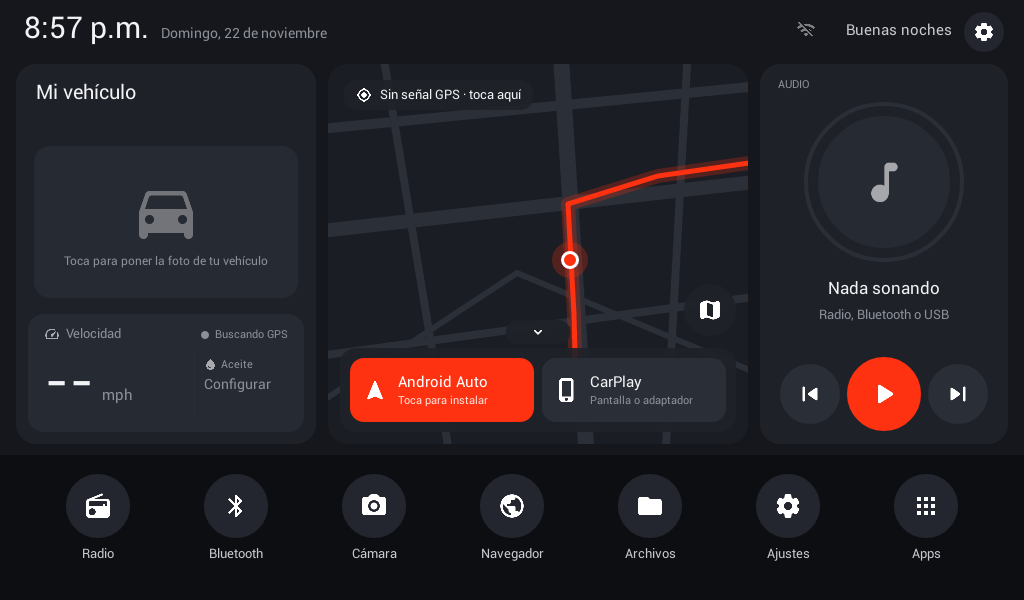 8:57 p.m.
Domingo, 22 de noviembre
Buenas noches
Mi vehículo
Toca para poner la foto de tu vehículo
Velocidad
Buscando GPS
-- mph
Aceite
Configurar
Sin señal GPS · toca aquí
Android Auto
Toca para instalar
CarPlay
Pantalla o adaptador
AUDIO
Nada sonando
Radio, Bluetooth o USB
Radio
Bluetooth
Cámara
Navegador
Archivos
Ajustes
Apps